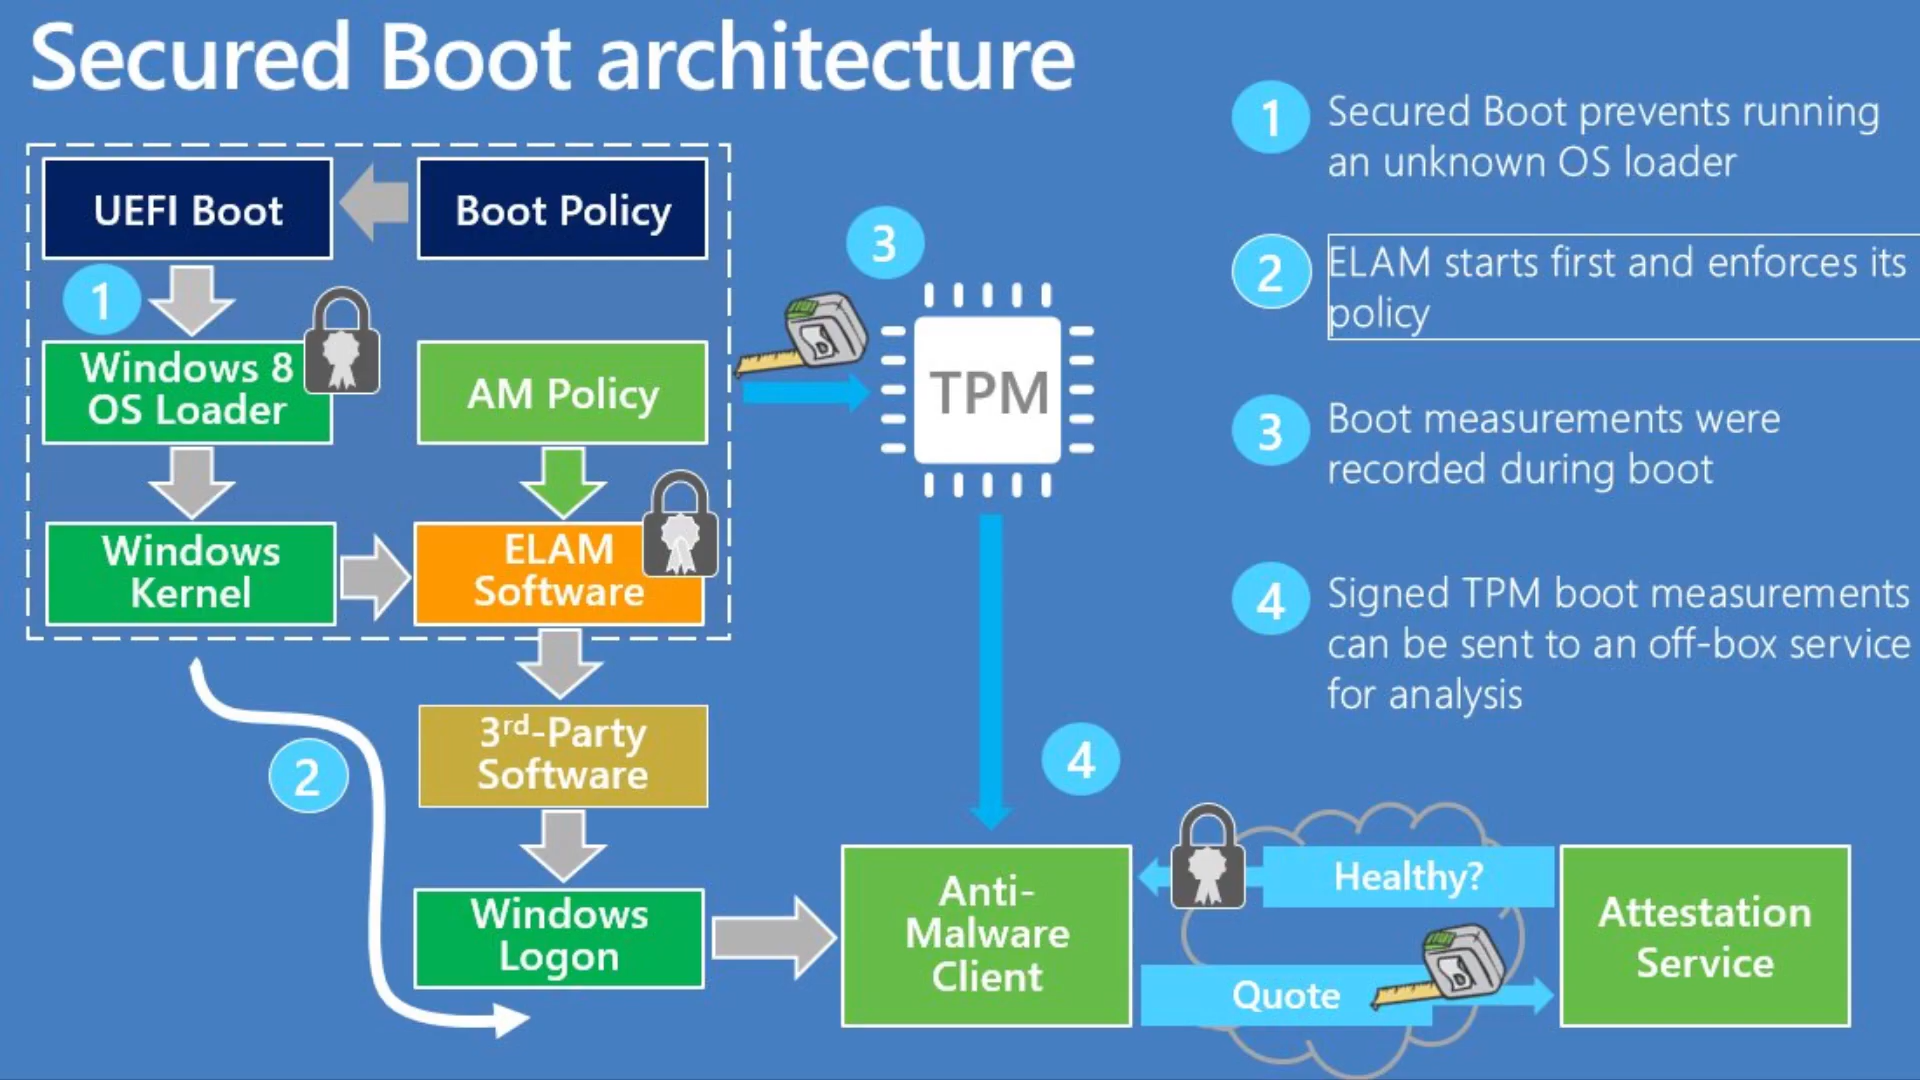 Secured Boot architecture
UEFI Boot
Boot Policy
1
Windows 8
OS Loader
AM Policy
Windows
Kernel
ELAM
Software
3
TPM
2
3rd-Party
Software
Windows
Logon
4
Anti-
Malware
Client
Healthy?
Quote
Attestation
Service
1
Secured Boot prevents running
an unknown OS loader
2
ELAM starts first and enforces its
policy
3
Boot measurements were
recorded during boot
4
Signed TPM boot measurements
can be sent to an off-box service
for analysis